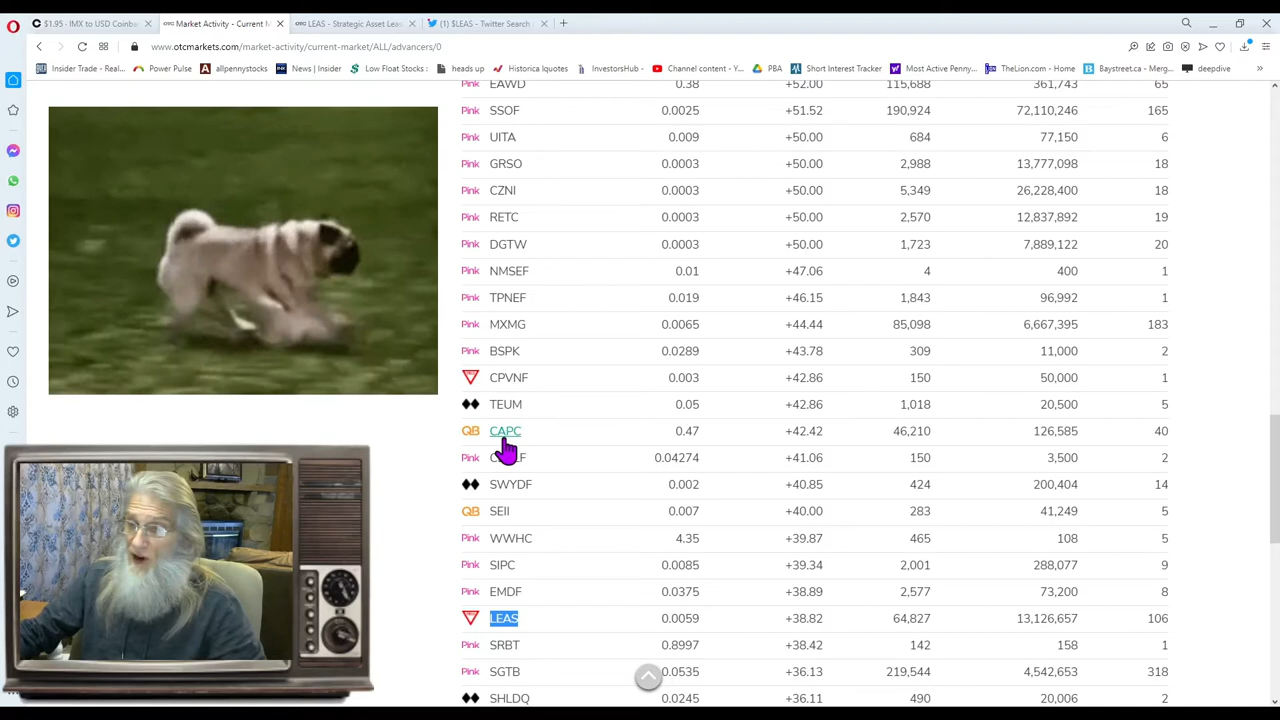 $1.95 · IMX to USD Coinba
Market Activity - Current M
LEAS - Strategic Asset Leas
(1) $LEAS - Twitter Search
www.otcmarkets.com/market-activity/current-market/ALL/advancers/0
Insider Trade - Real...
Power Pulse
allpennystocks
News | Insider
Low Float Stocks :
heads up
Historica lquotes
InvestorsHub -
Channel content - Y...
PBA
Short Interest Tracker
Most Active Penny...
TheLion.com - Home
Baystreet.ca - Merg...
deepdive
Pink EAWD 0.38 +52.00 115,688 361,743 65
Pink SSOF 0.0025 +51.52 190,924 72,110,246 165
Pink UITA 0.009 +50.00 684 77,150 6
Pink GRSO 0.0003 +50.00 2,988 13,777,098 18
Pink CZNI 0.0003 +50.00 5,349 26,228,400 18
Pink RETC 0.0003 +50.00 2,570 12,837,892 19
Pink DGTW 0.0003 +50.00 1,723 7,889,122 20
Pink NMSEF 0.01 +47.06 4 400 1
Pink TPNEF 0.019 +46.15 1,843 96,992 1
Pink MXMG 0.0065 +44.44 85,098 6,667,395 183
Pink BSPK 0.0289 +43.78 309 11,000 2
CPVNF 0.003 +42.86 150 50,000 1
TEUM 0.05 +42.86 1,018 20,500 5
QB CAPC 0.47 +42.42 46,210 126,585 40
Pink 0.04274 +41.06 150 3,500 2
SWYDF 0.002 +40.85 424 200,404 14
QB SEII 0.007 +40.00 283 41,249 5
Pink WWHC 4.35 +39.87 465 108 5
Pink SIPC 0.0085 +39.34 2,001 288,077 9
Pink EMDF 0.0375 +38.89 2,577 73,200 8
LEAS 0.0059 +38.82 64,827 13,126,657 106
Pink SRBT 0.8997 +38.42 142 158 1
Pink SGTB 0.0535 +36.13 219,544 4,542,653 318
SHLDQ 0.0245 +36.11 490 20,006 2